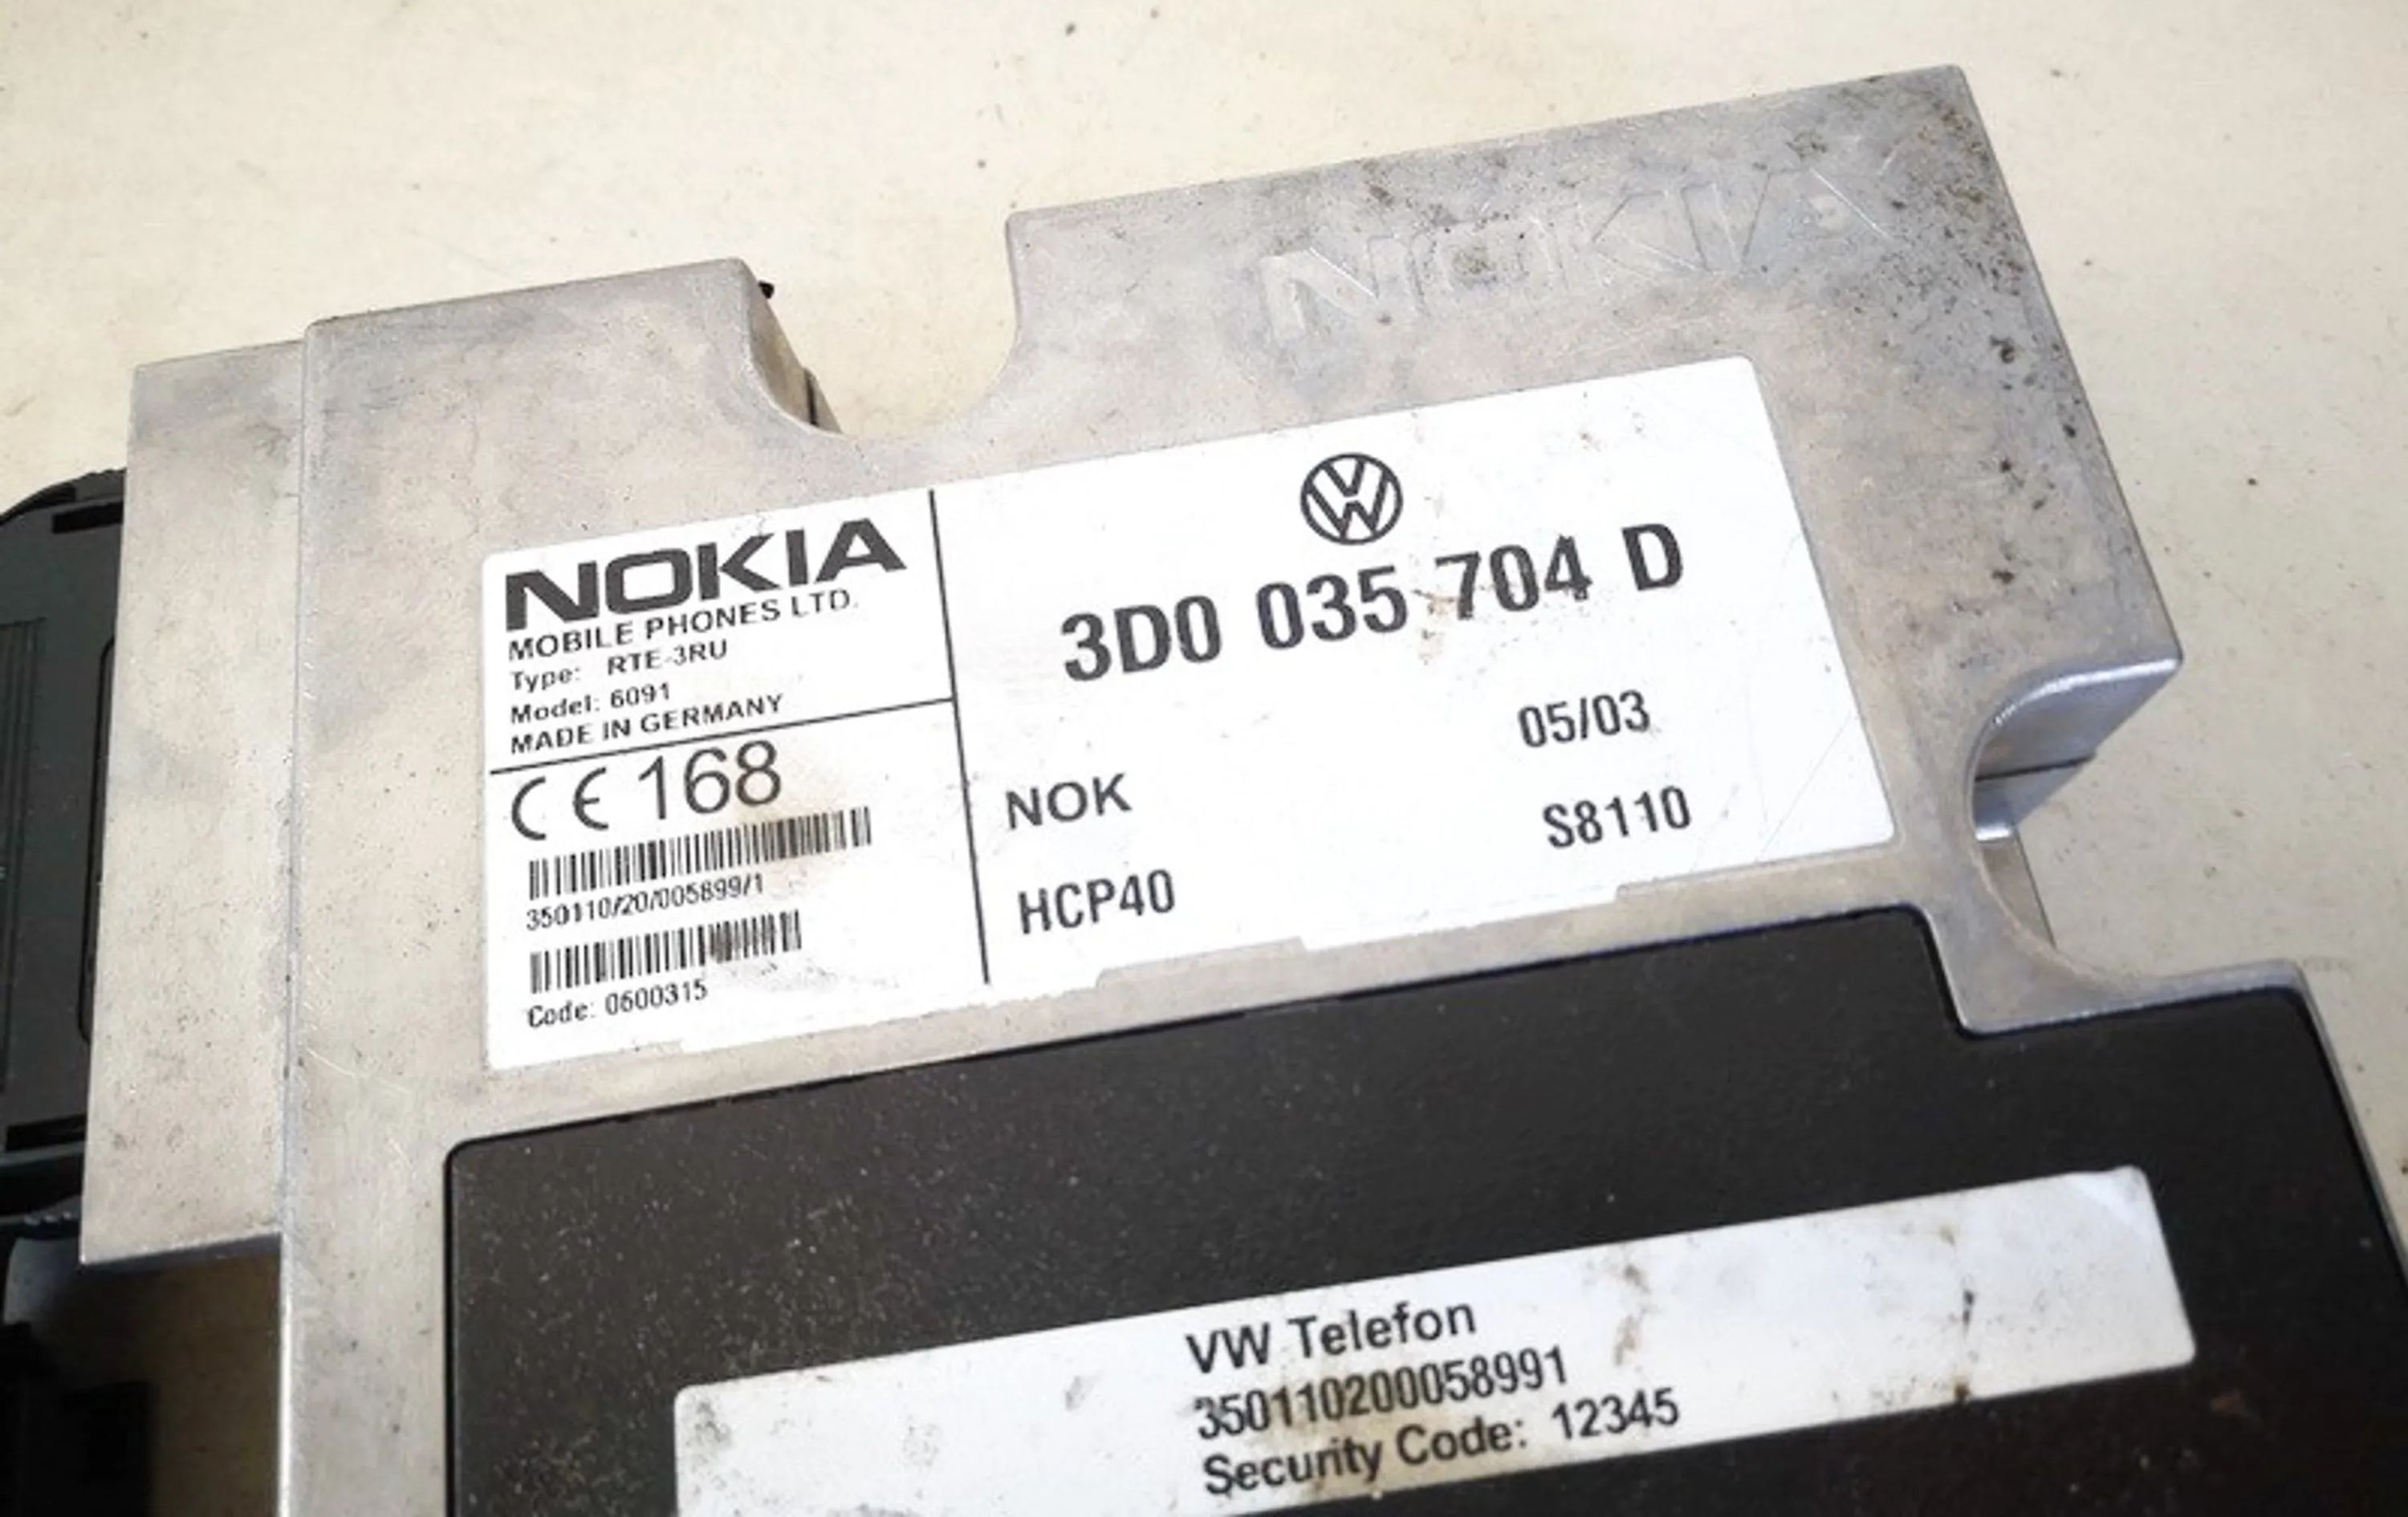 NOKIA
NOKIA
MOBILE PHONES LTD.
Type: RTE-3RU
Model: 6091
MADE IN GERMANY
CE 168
350110/20/005899/1
Code: 0600315
VW
3D0 035 704 D
05/03
NOK
S8110
HCP40
VW Telefon
350110200058991
Security Code: 12345